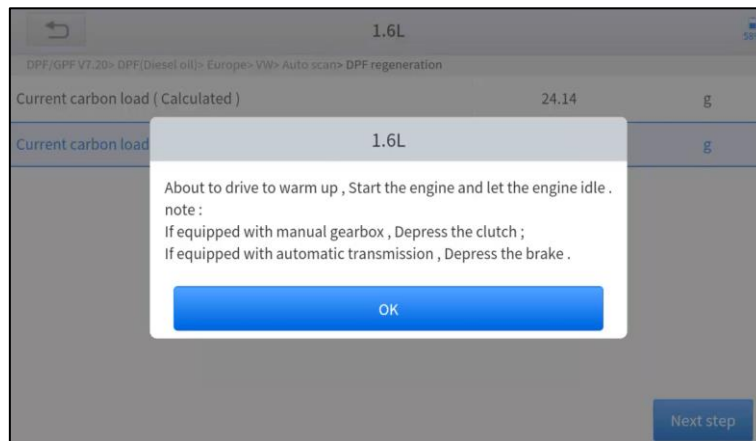 1.6L
58%
DPF/GPF V7.20> DPF(Diesel oil)> Europe> VW> Auto scan> DPF regeneration
Current carbon load ( Calculated )    24.14    g
Current carbon load    g
1.6L
About to drive to warm up , Start the engine and let the engine idle .
note :
If equipped with manual gearbox , Depress the clutch ;
If equipped with automatic transmission , Depress the brake .
OK
Next step